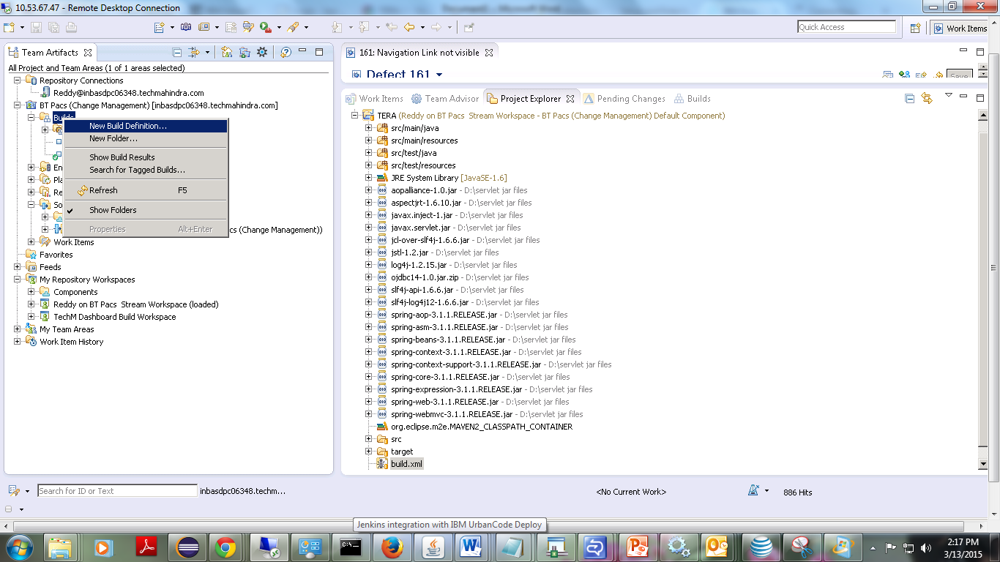 10.53.67.47 - Remote Desktop Connection
Quick Access
Work Items
Team Artifacts
All Project and Team Areas (1 of 1 areas selected)
Repository Connections
Reddy@inbasdpc06348.techmahindra.com
BT Pacs (Change Management) [inbasdpc06348.techmahindra.com]
Builds
New Build Definition...
New Folder...
Show Build Results
Search for Tagged Builds...
Refresh F5
Show Folders
Properties Alt+Enter
En
Pla
Re
So
cs (Change Management))
Work Items
Favorites
Feeds
My Repository Workspaces
Components
Reddy on BT Pacs Stream Workspace (loaded)
TechM Dashboard Build Workspace
My Team Areas
Work Item History
161: Navigation Link not visible
Defect 161
Save
Work Items Team Advisor Project Explorer Pending Changes Builds
TERA (Reddy on BT Pacs Stream Workspace - BT Pacs (Change Management) Default Component)
src/main/java
src/main/resources
src/test/java
src/test/resources
JRE System Library [JavaSE-1.6]
aopalliance-1.0.jar - D:\servlet jar files
aspectjrt-1.6.10.jar - D:\servlet jar files
javax.inject-1.jar - D:\servlet jar files
javax.servlet.jar - D:\servlet jar files
jcl-over-slf4j-1.6.6.jar - D:\servlet jar files
jstl-1.2.jar - D:\servlet jar files
log4j-1.2.15.jar - D:\servlet jar files
ojdbc14-1.0.jar.zip - D:\servlet jar files
slf4j-api-1.6.6.jar - D:\servlet jar files
slf4j-log4j12-1.6.6.jar - D:\servlet jar files
spring-aop-3.1.1.RELEASE.jar - D:\servlet jar files
spring-asm-3.1.1.RELEASE.jar - D:\servlet jar files
spring-beans-3.1.1.RELEASE.jar - D:\servlet jar files
spring-context-3.1.1.RELEASE.jar - D:\servlet jar files
spring-context-support-3.1.1.RELEASE.jar - D:\servlet jar files
spring-core-3.1.1.RELEASE.jar - D:\servlet jar files
spring-expression-3.1.1.RELEASE.jar - D:\servlet jar files
spring-web-3.1.1.RELEASE.jar - D:\servlet jar files
spring-webmvc-3.1.1.RELEASE.jar - D:\servlet jar files
org.eclipse.m2e.MAVEN2_CLASSPATH_CONTAINER
src
target
build.xml
Search for ID or Text
inbasdpc06348.techm...
<No Current Work>
886 Hits
Jenkins integration with IBM UrbanCode Deploy
2:17 PM
3/13/2015